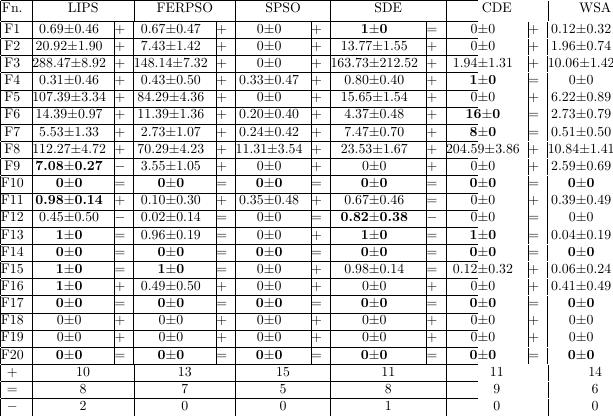 Fn. LIPS FERPSO SPSO SDE CDE WSA
F1 0.69±0.46 + 0.67±0.47 + 0±0 + 1±0 = 0±0 + 0.12±0.32
F2 20.92±1.90 + 7.43±1.42 + 0±0 + 13.77±1.55 + 0±0 + 1.96±0.74
F3 288.47±8.92 + 148.14±7.32 + 0±0 + 163.73±212.52 + 1.94±1.31 + 10.06±1.42
F4 0.31±0.46 + 0.43±0.50 + 0.33±0.47 + 0.80±0.40 + 1±0 = 0±0
F5 107.39±3.34 + 84.29±4.36 + 0±0 + 15.65±1.54 + 0±0 + 6.22±0.89
F6 14.39±0.97 + 11.39±1.36 + 0.20±0.40 + 4.37±0.48 + 16±0 = 2.73±0.79
F7 5.53±1.33 + 2.73±1.07 + 0.24±0.42 + 7.47±0.70 + 8±0 = 0.51±0.50
F8 112.27±4.72 + 70.29±4.23 + 11.31±3.54 + 23.53±1.67 + 204.59±3.86 + 10.84±1.41
F9 7.08±0.27 − 3.55±1.05 + 0±0 + 0±0 + 0±0 + 2.59±0.69
F10 0±0 = 0±0 = 0±0 = 0±0 = 0±0 = 0±0
F11 0.98±0.14 + 0.10±0.30 + 0.35±0.48 + 0.67±0.46 = 0±0 + 0.39±0.49
F12 0.45±0.50 − 0.02±0.14 = 0±0 = 0.82±0.38 − 0±0 = 0±0
F13 1±0 = 0.96±0.19 = 0±0 + 1±0 = 1±0 = 0.04±0.19
F14 0±0 = 0±0 = 0±0 = 0±0 = 0±0 = 0±0
F15 1±0 = 1±0 = 0±0 + 0.98±0.14 = 0.12±0.32 + 0.06±0.24
F16 1±0 + 0.49±0.50 + 0±0 + 0±0 + 0±0 + 0.41±0.49
F17 0±0 = 0±0 = 0±0 = 0±0 = 0±0 = 0±0
F18 0±0 + 0±0 + 0±0 + 0±0 + 0±0 + 0±0
F19 0±0 + 0±0 + 0±0 + 0±0 + 0±0 + 0±0
F20 0±0 = 0±0 = 0±0 = 0±0 = 0±0 = 0±0
+ 10 13 15 11 11 14
= 8 7 5 8 9 6
− 2 0 0 1 0 0